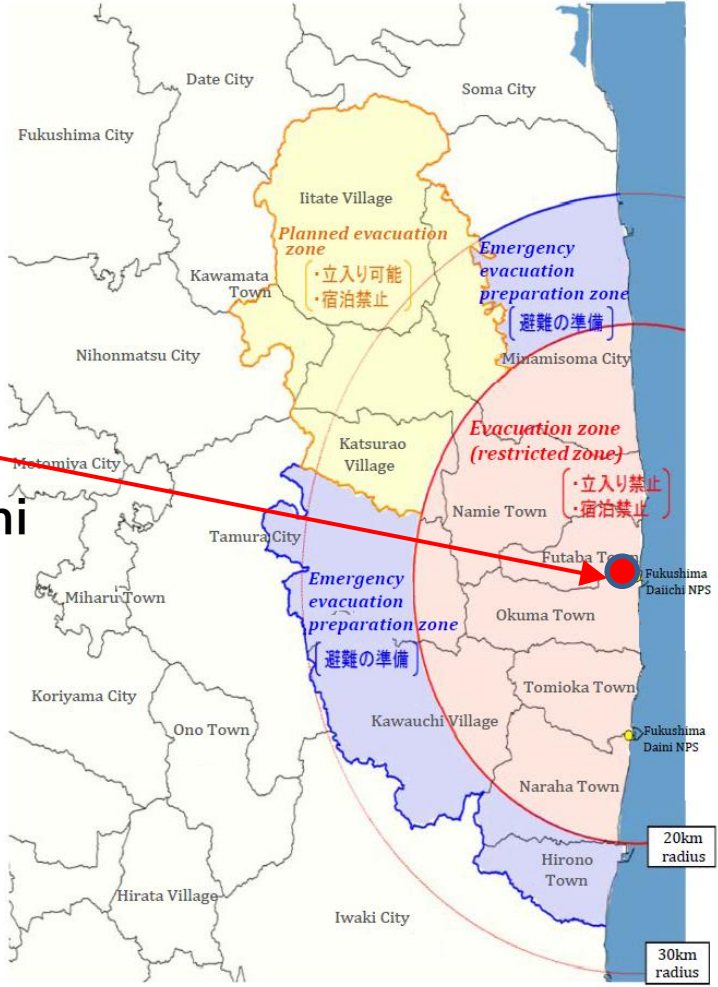 Date City
Soma City
Fukushima City
Iitate Village
Planned evacuation
zone
・立入り可能
・宿泊禁止
Emergency
evacuation
preparation zone
避難の準備
Kawamata
Town
Nihonmatsu City
Minamisoma City
Evacuation zone
(restricted zone)
・立入り禁止
・宿泊禁止
Katsurao
Village
Motomiya City
Namie Town
ni
Tamura City
Futaba Town
Fukushima
Daiichi NPS
Emergency
evacuation
preparation zone
避難の準備
Miharu Town
Okuma Town
Koriyama City
Tomioka Town
Kawauchi Village
Ono Town
Fukushima
Daini NPS
Naraha Town
20km
radius
Hirono
Town
Hirata Village
Iwaki City
30km
radius